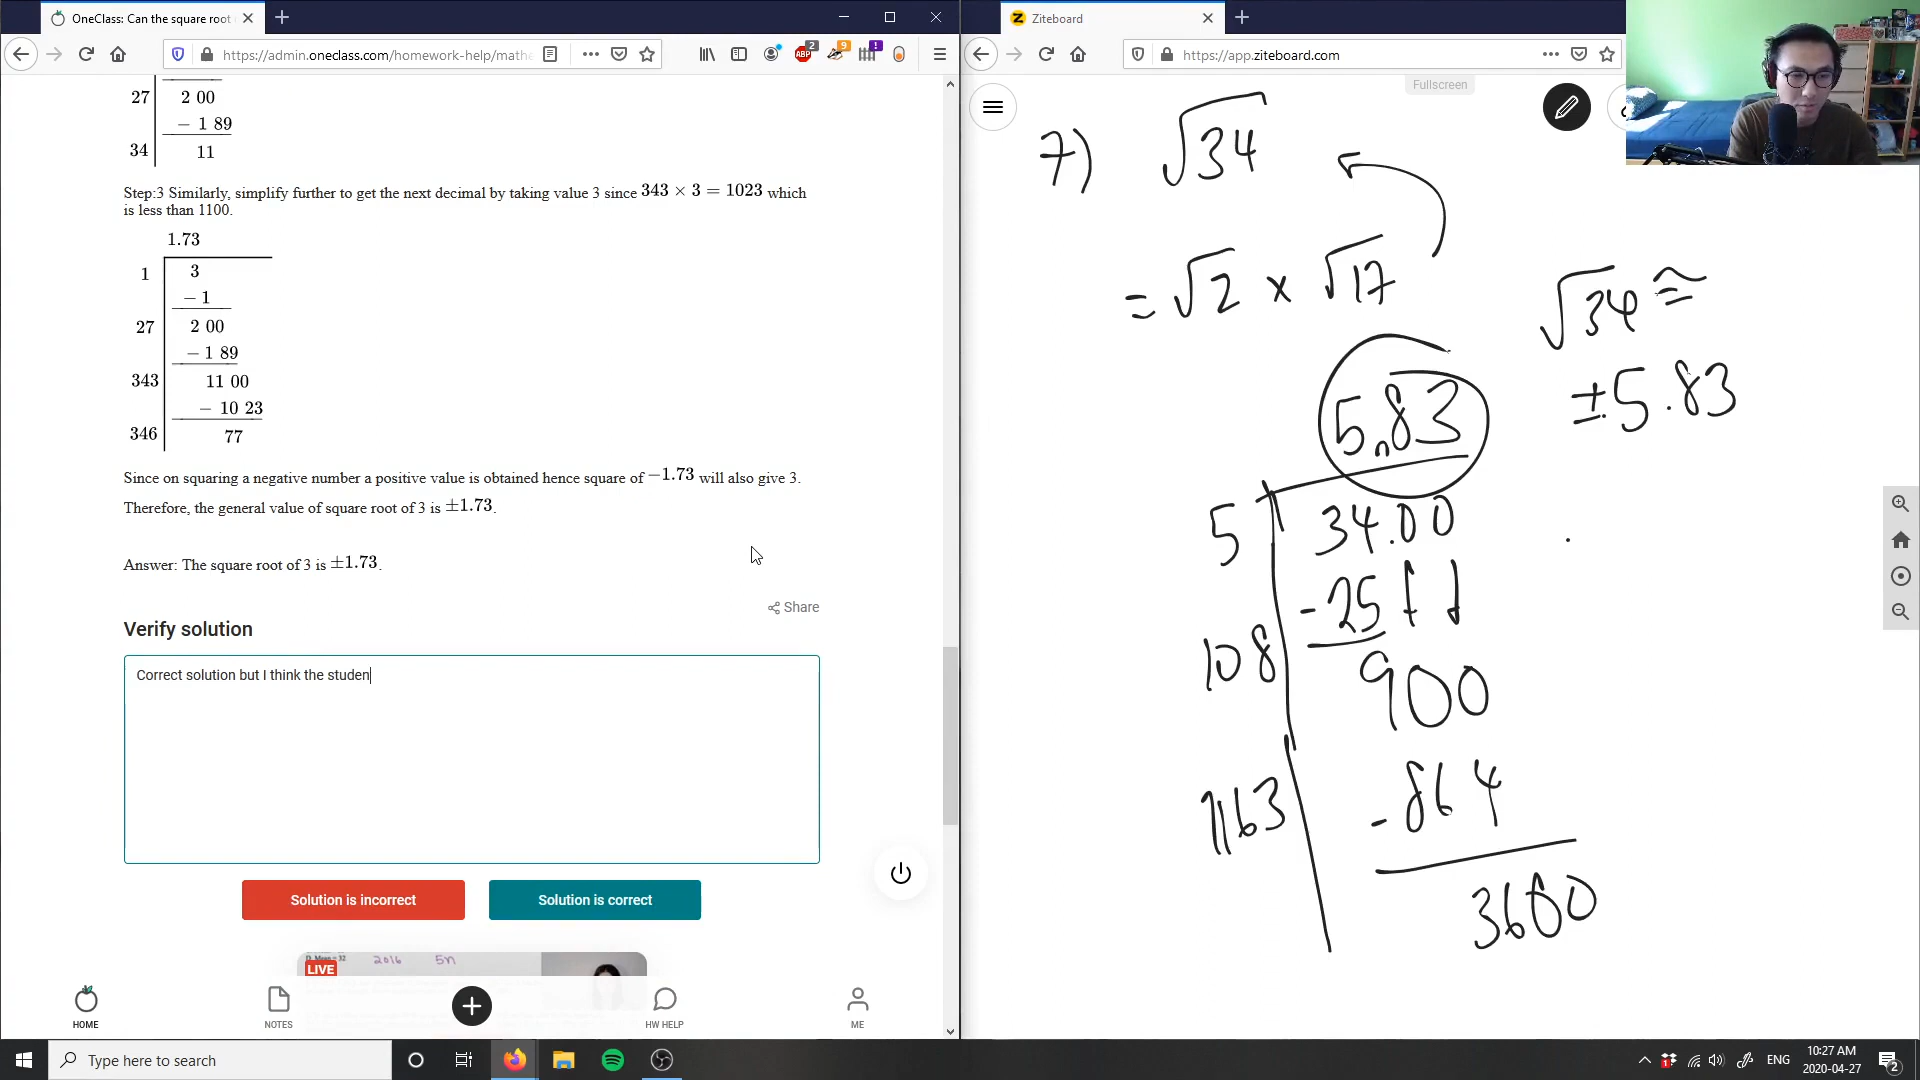 OneClass: Can the square root
Ziteboard
https://admin.oneclass.com/homework-help/mathe
ABP
2
9
1
https://app.ziteboard.com
Fullscreen
27 2 00
− 1 89
34 11
Step:3 Similarly, simplify further to get the next decimal by taking value 3 since 343 × 3 = 1023 which
is less than 1100.
1.73
1 3
− 1
27 2 00
− 1 89
343 11 00
− 10 23
346 77
Since on squaring a negative number a positive value is obtained hence square of −1.73 will also give 3.
Therefore, the general value of square root of 3 is ±1.73.
Answer: The square root of 3 is ±1.73.
Share
Verify solution
Correct solution but I think the studen
Solution is incorrect
Solution is correct
LIVE
2016 5n
HOME
NOTES
HW HELP
ME
7) √34
= √2 x √17
√34 ≅
± 5.83
5.83
5 34.00
- 25
108 900
- 864
1163 3600
Type here to search
ENG
10:27 AM
2020-04-27
2